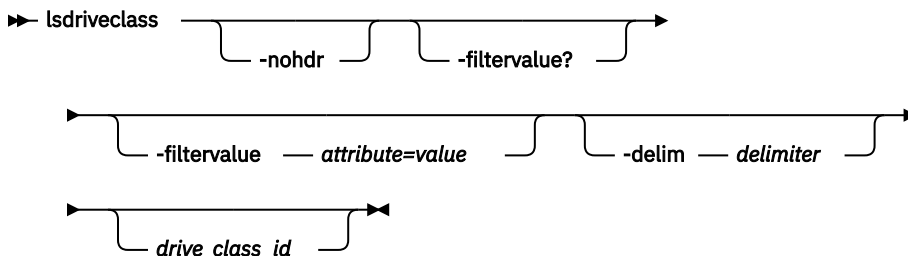 lsdriveclass
-nohdr -filtervalue?
-filtervalue attribute=value -delim delimiter
drive_class_id